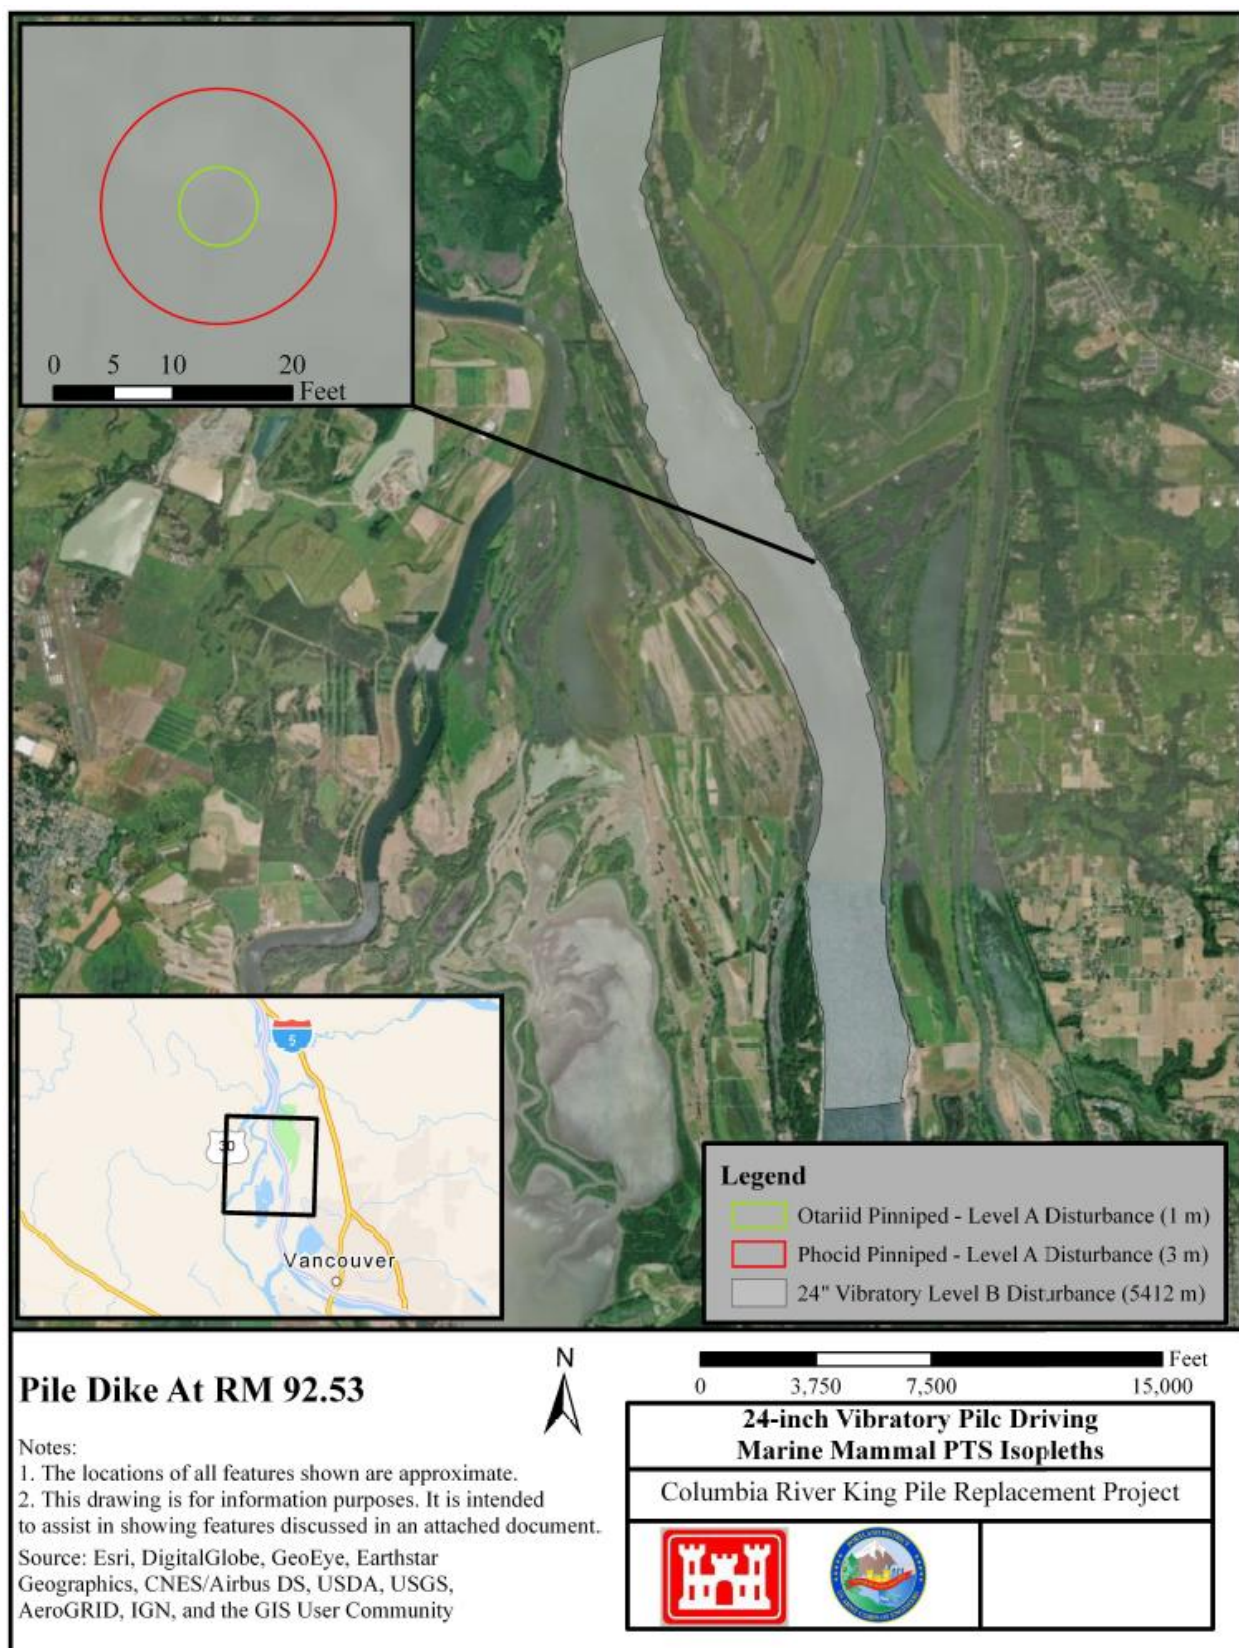 0 5 10 20
Feet
5
30
Vancouver
Legend
Otariid Pinniped - Level A Disturbance (1 m)
Phocid Pinniped - Level A Disturbance (3 m)
24" Vibratory Level B Disturbance (5412 m)
Pile Dike At RM 92.53
N
Feet
0 3,750 7,500 15,000
Notes:
1. The locations of all features shown are approximate.
2. This drawing is for information purposes. It is intended
to assist in showing features discussed in an attached document.
Source: Esri, DigitalGlobe, GeoEye, Earthstar
Geographics, CNES/Airbus DS, USDA, USGS,
AeroGRID, IGN, and the GIS User Community
24-inch Vibratory Pile Driving
Marine Mammal PTS Isopleths
Columbia River King Pile Replacement Project